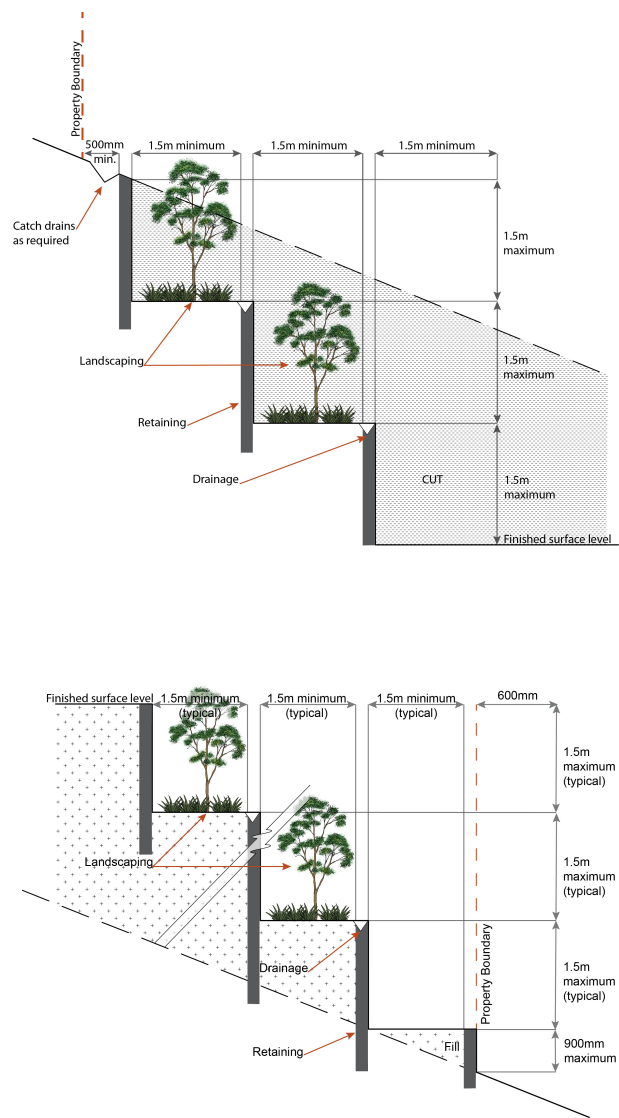 Property Boundary
500mm
min.
1.5m minimum
1.5m minimum
1.5m minimum
Catch drains
as required
1.5m
maximum
Landscaping
1.5m
maximum
Retaining
Drainage
CUT
1.5m
maximum
Finished surface level
Finished surface level
1.5m minimum
(typical)
1.5m minimum
(typical)
1.5m minimum
(typical)
600mm
1.5m
maximum
(typical)
Landscaping
1.5m
maximum
(typical)
Drainage
Property Boundary
1.5m
maximum
(typical)
Retaining
Fill
900mm
maximum